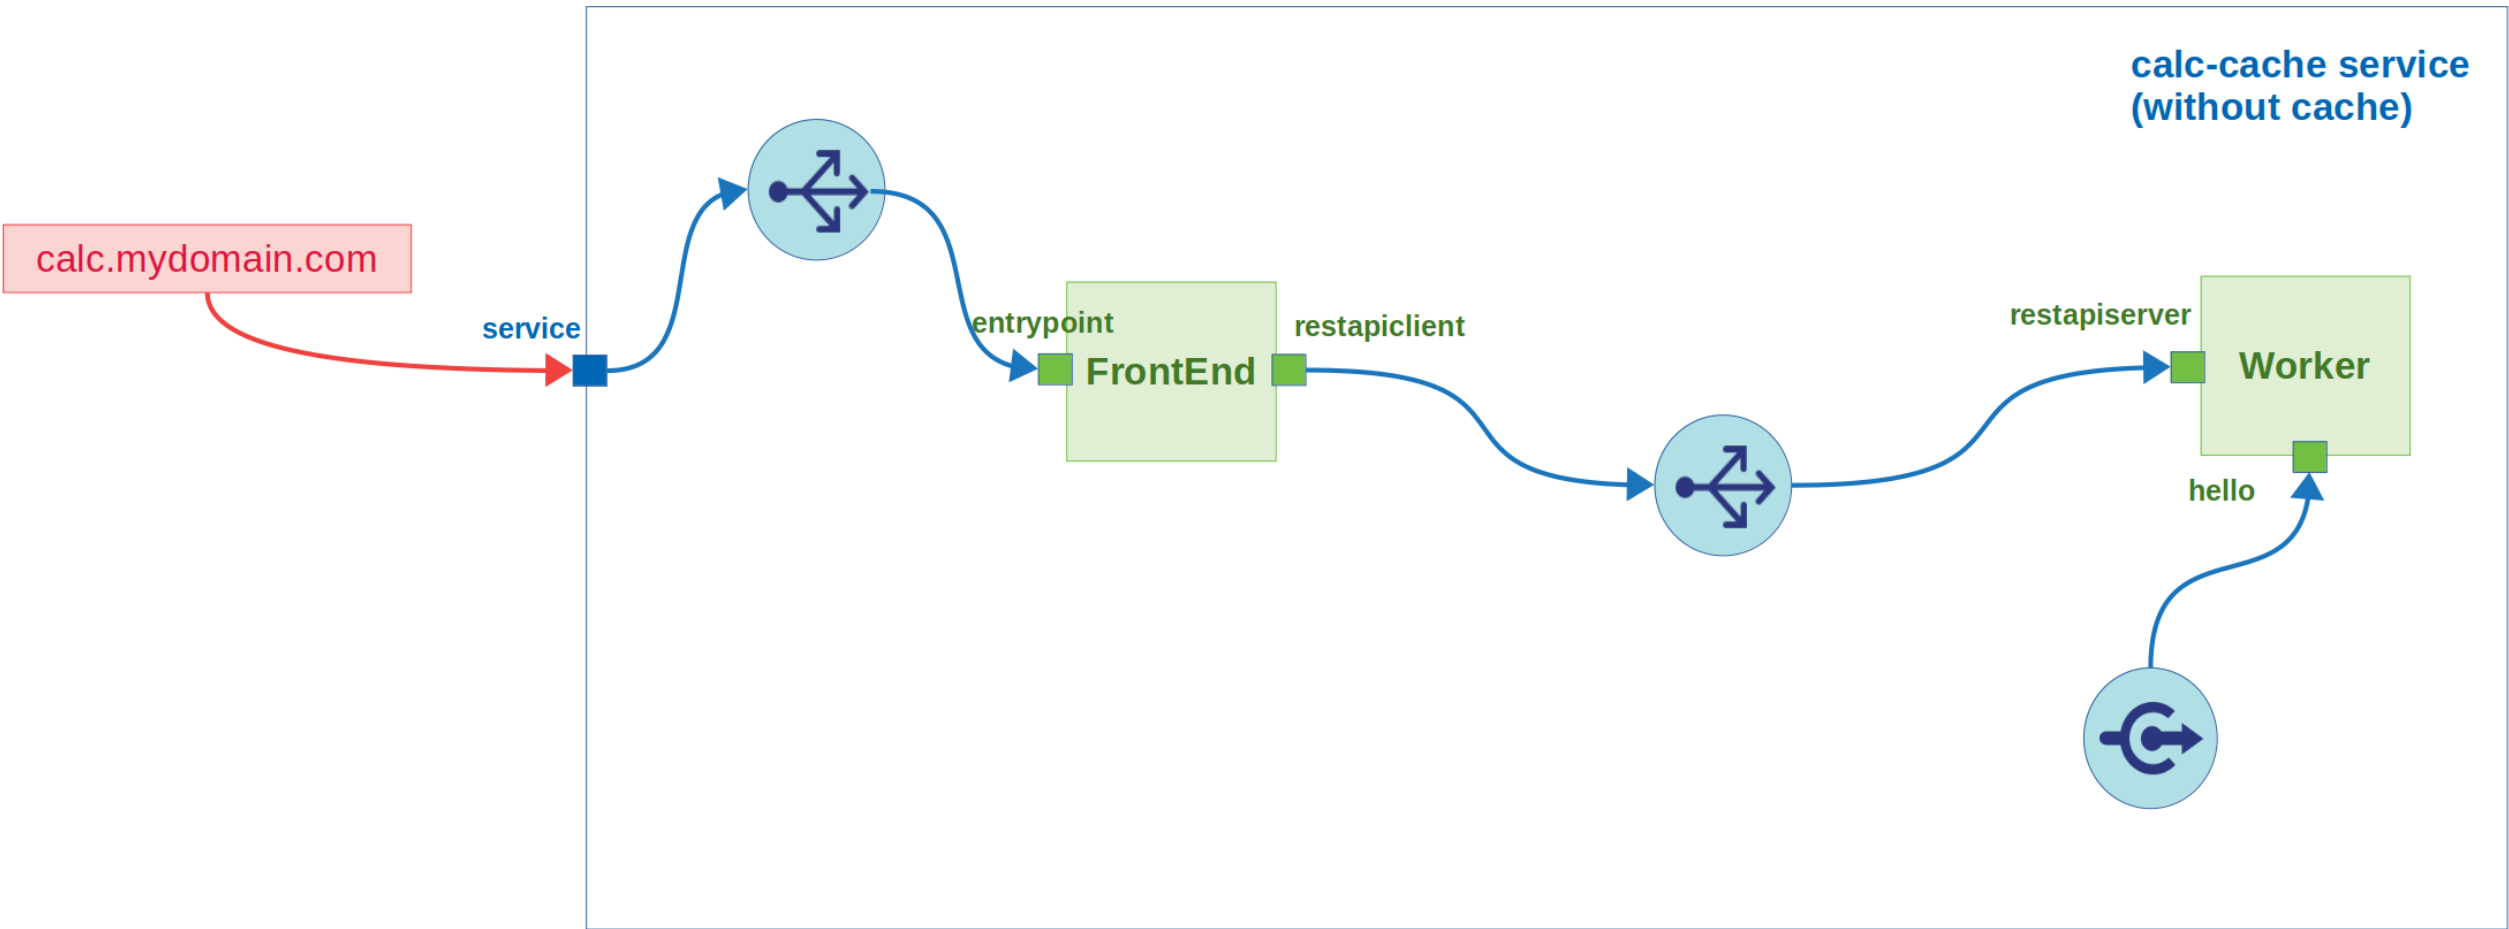 calc-cache service
(without cache)
calc.mydomain.com
service
entrypoint
FrontEnd
restapiclient
restapiserver
Worker
hello